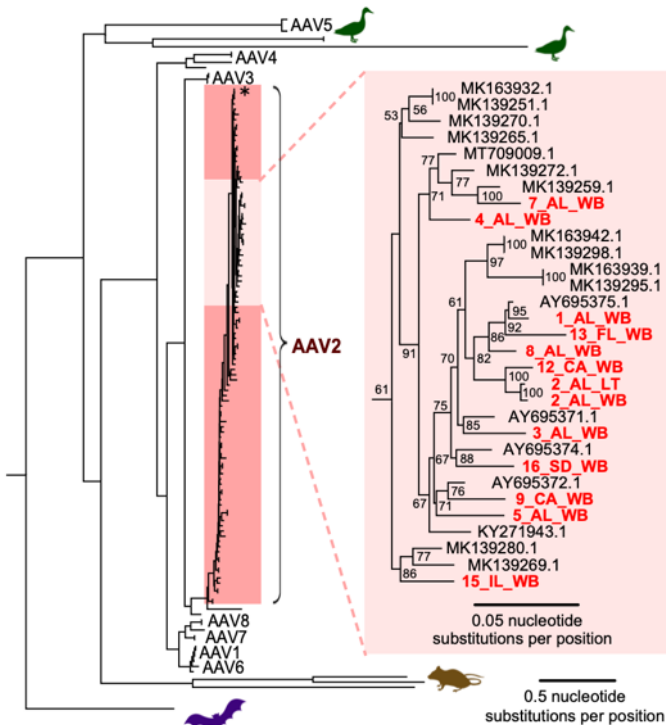 AAV5
AAV4
AAV3
*
AAV2
AAV8
AAV7
AAV1
AAV6
MK163932.1
100
MK139251.1
56
53
MK139270.1
MK139265.1
MT709009.1
77
MK139272.1
77
MK139259.1
71
100
7_AL_WB
4_AL_WB
MK163942.1
100
MK139298.1
97
MK163939.1
100
MK139295.1
61
AY695375.1
95
1_AL_WB
92
13_FL_WB
86
91
8_AL_WB
82
70
12_CA_WB
100
2_AL_LT
61
100
2_AL_WB
75
AY695371.1
85
3_AL_WB
AY695374.1
88
67
16_SD_WB
AY695372.1
76
9_CA_WB
71
67
5_AL_WB
KY271943.1
MK139280.1
77
MK139269.1
86
15_IL_WB
0.05 nucleotide
substitutions per position
0.5 nucleotide
substitutions per position